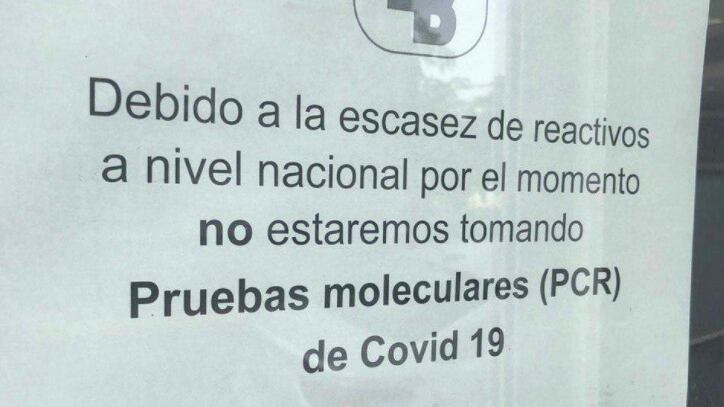 Debido a la escasez de reactivos
a nivel nacional por el momento
no estaremos tomando
Pruebas moleculares (PCR)
de Covid 19